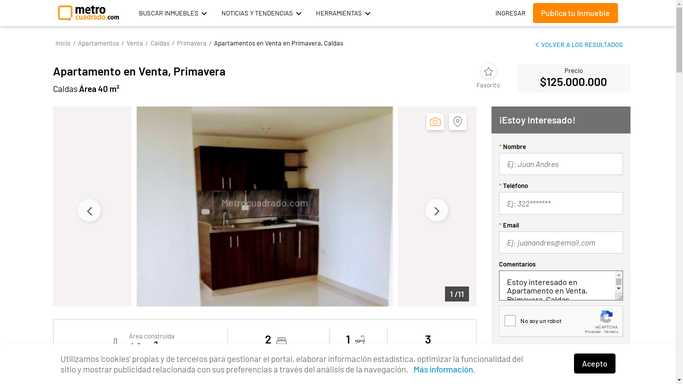 metro
cuadrado.com
BUSCAR INMUEBLES
NOTICIAS Y TENDENCIAS
HERRAMIENTAS
INGRESAR
Publica tu Inmueble
Inicio / Apartamentos / Venta / Caldas / Primavera / Apartamentos en Venta en Primavera, Caldas
VOLVER A LOS RESULTADOS
Apartamento en Venta, Primavera
Caldas Área 40 m²
Favorito
Precio
$125.000.000
Metrocuadrado.com
1 /11
¡Estoy Interesado!
* Nombre
Ej: Juan Andres
* Teléfono
Ej: 322*******
* Email
Ej: juanandres@email.com
Comentarios
Estoy interesado en
Apartamento en Venta,
Primavera, Caldas
No soy un robot
reCAPTCHA
Privacidad - Términos
Área construida
2
1
3
Utilizamos 'cookies' propias y de terceros para gestionar el portal, elaborar información estadística, optimizar la funcionalidad del
sitio y mostrar publicidad relacionada con sus preferencias a través del análisis de la navegación. Más información.
Acepto